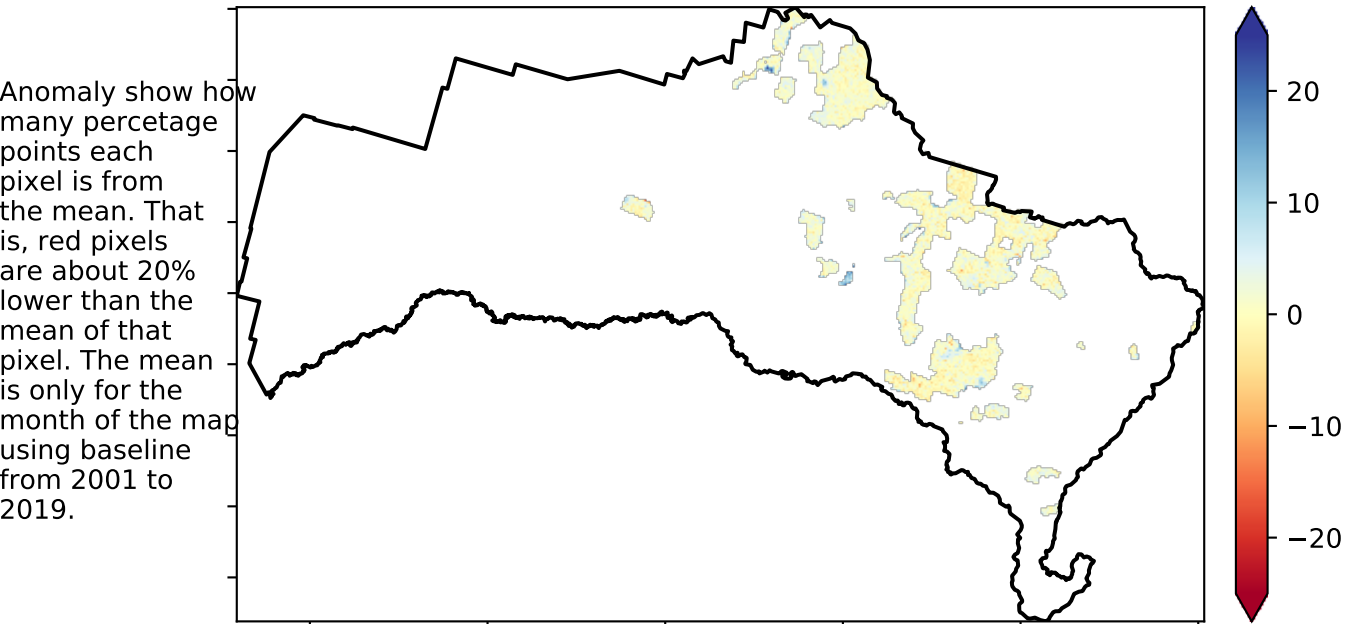 Anomaly show how
many percetage
points each
pixel is from
the mean. That
is, red pixels
are about 20%
lower than the
mean of that
pixel. The mean
is only for the
month of the map
using baseline
from 2001 to
2019.
20
10
0
−10
−20